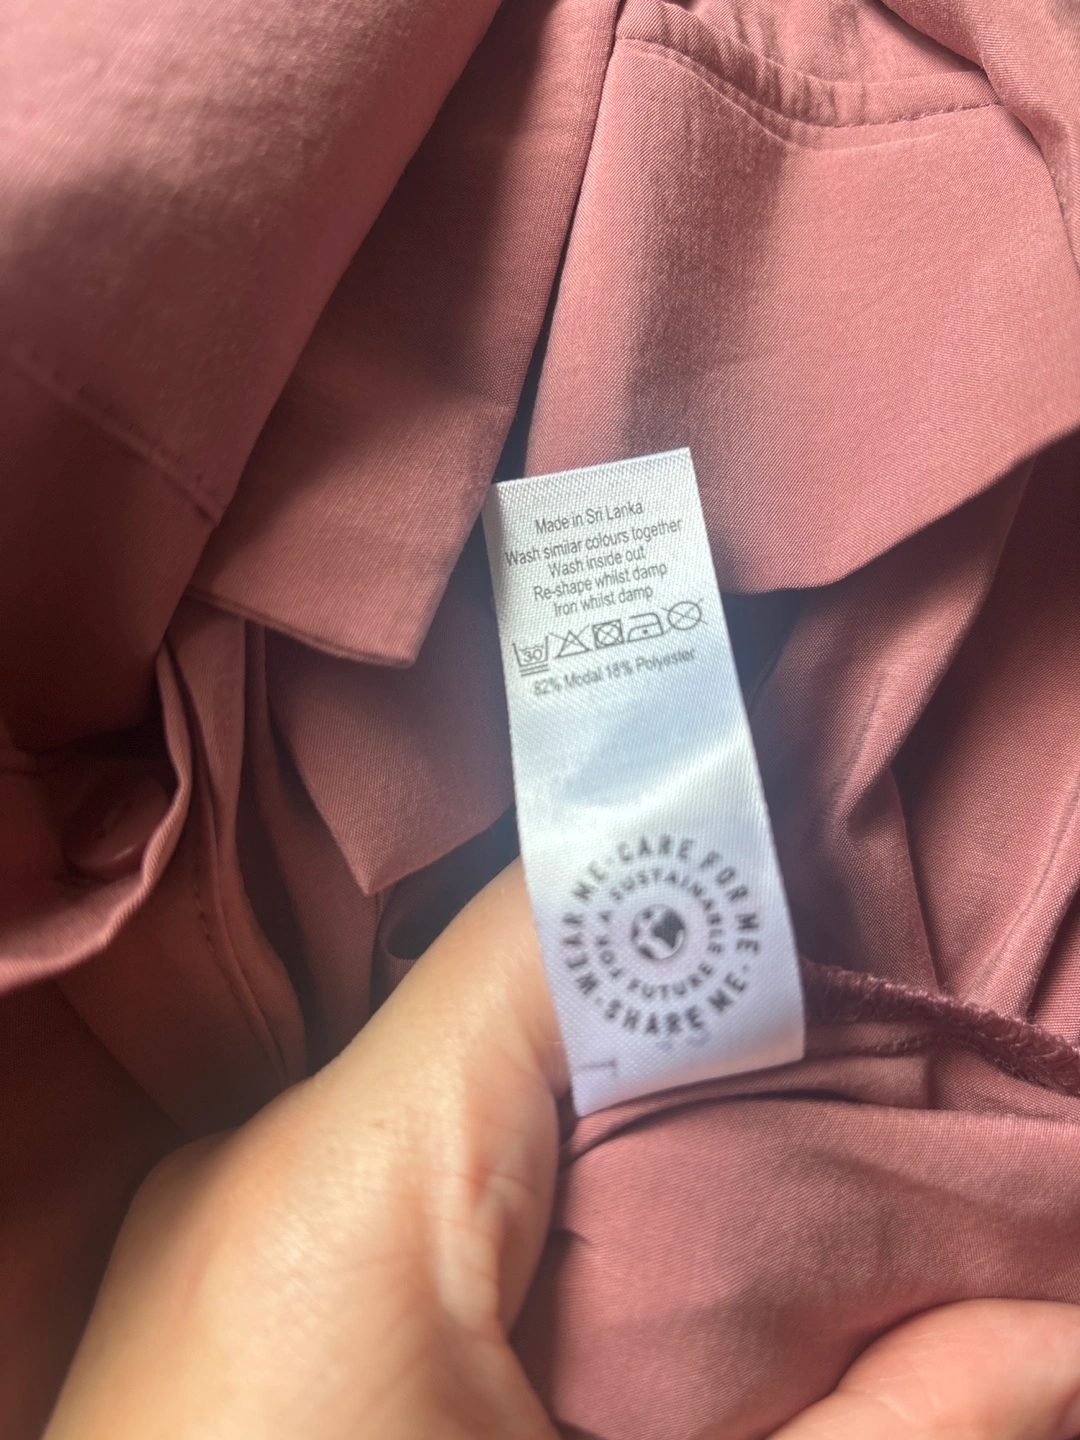 Made in Sri Lanka
Wash similar colours together
Wash inside out
Re-shape whilst damp
Iron whilst damp
30
82% Modal 18% Polyester
WEAR ME · CARE FOR ME · SHARE ME ·
FOR A SUSTAINABLE FUTURE